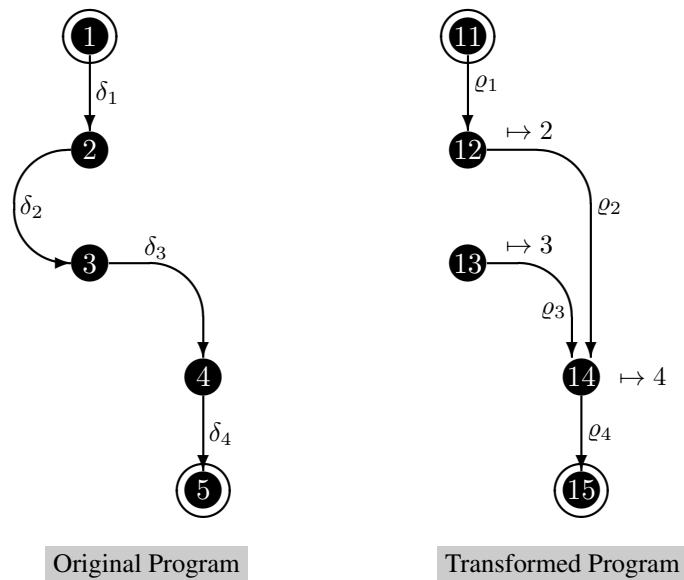 1 11
δ₁ ϱ₁
2 12 ↦ 2
δ₂ ϱ₂
3 δ₃ 13 ↦ 3
ϱ₃
4 14 ↦ 4
δ₄ ϱ₄
5 15
Original Program Transformed Program